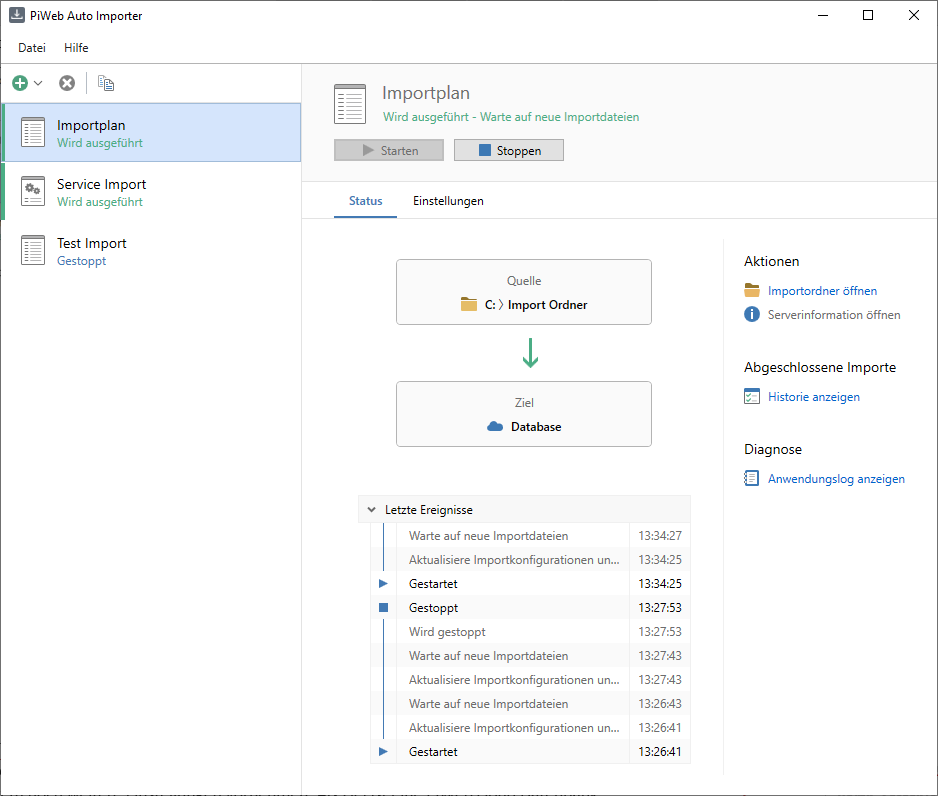 PiWeb Auto Importer
Datei Hilfe
Importplan
Wird ausgeführt
Service Import
Wird ausgeführt
Test Import
Gestoppt
Importplan
Wird ausgeführt - Warte auf neue Importdateien
Starten Stoppen
Status Einstellungen
Quelle
C: 〉 Import Ordner
Ziel
Database
Letzte Ereignisse
Warte auf neue Importdateien 13:34:27
Aktualisiere Importkonfigurationen un... 13:34:25
Gestartet 13:34:25
Gestoppt 13:27:53
Wird gestoppt 13:27:53
Warte auf neue Importdateien 13:27:43
Aktualisiere Importkonfigurationen un... 13:27:43
Warte auf neue Importdateien 13:26:43
Aktualisiere Importkonfigurationen un... 13:26:41
Gestartet 13:26:41
Aktionen
Importordner öffnen
Serverinformation öffnen
Abgeschlossene Importe
Historie anzeigen
Diagnose
Anwendungslog anzeigen